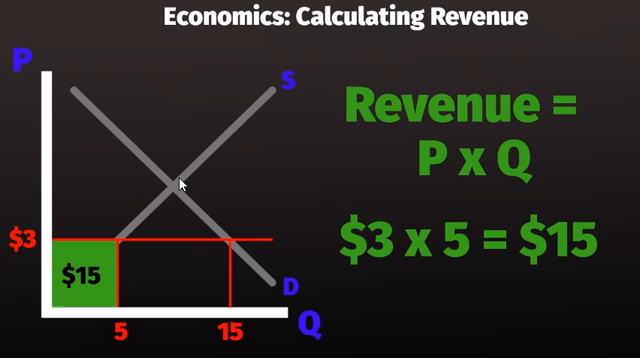 Economics: Calculating Revenue
P
S
Revenue =
P x Q
$3
$3 x 5 = $15
$15
D
Q
5
15